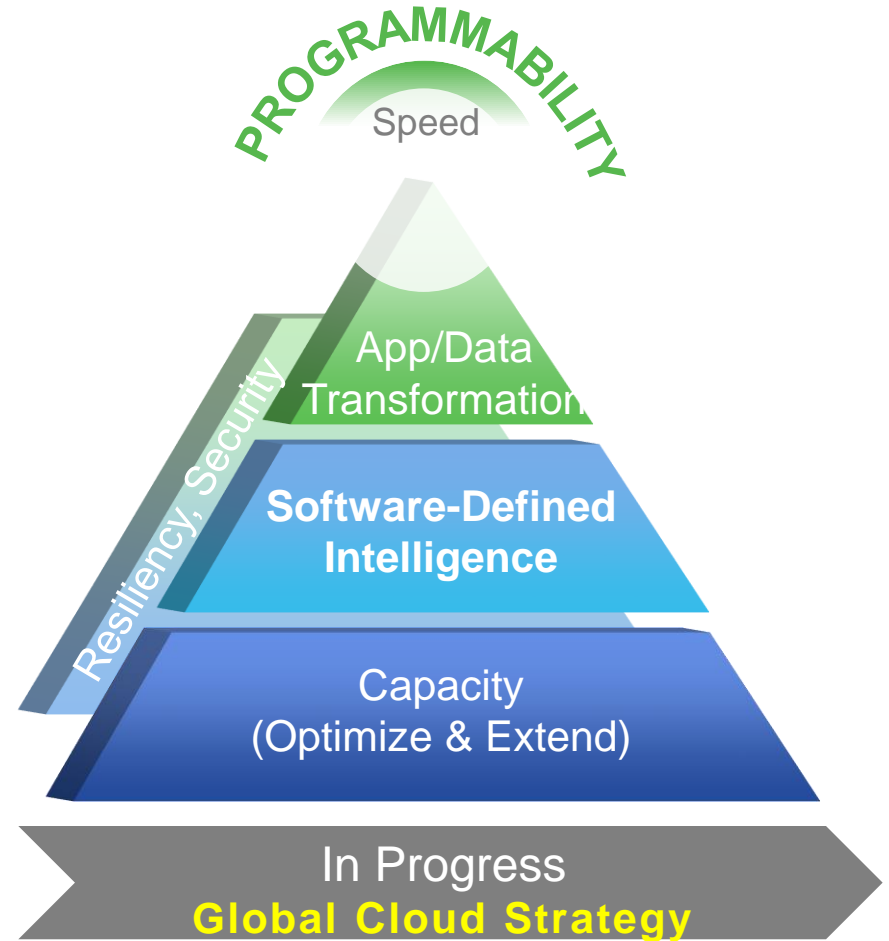 PROGRAMMABILITY
Speed
App/Data
Transformation
Resiliency, Security
Software-Defined
Intelligence
Capacity
(Optimize & Extend)
In Progress
Global Cloud Strategy